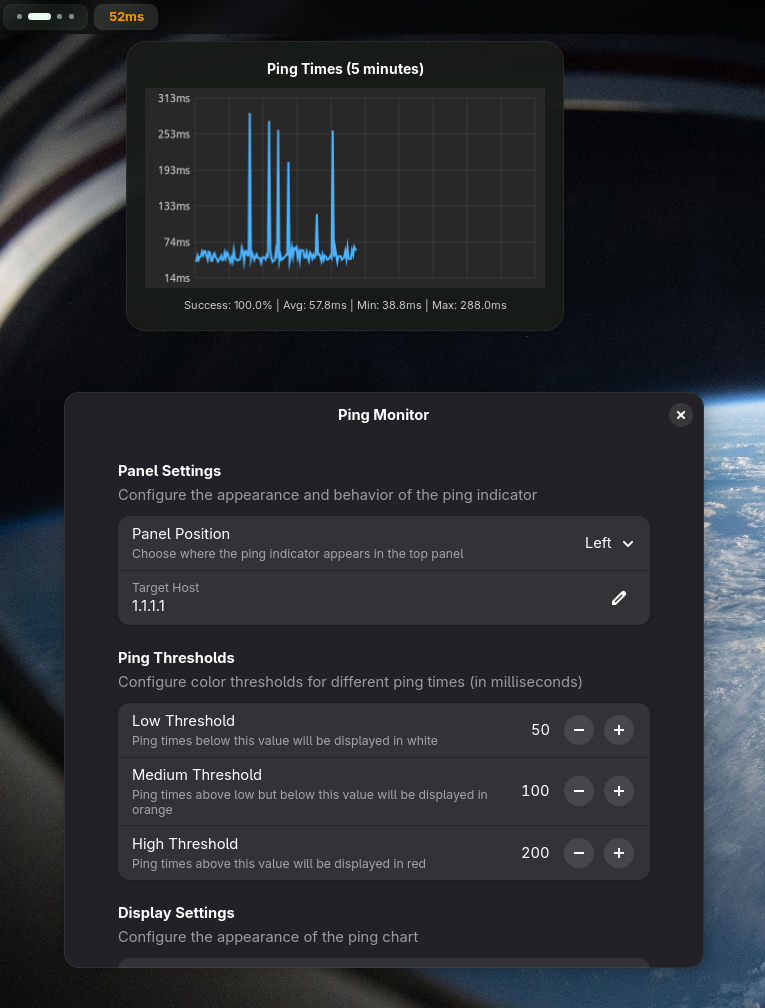 52ms
Ping Times (5 minutes)
313ms
253ms
193ms
133ms
74ms
14ms
Success: 100.0% | Avg: 57.8ms | Min: 38.8ms | Max: 288.0ms
Ping Monitor
Panel Settings
Configure the appearance and behavior of the ping indicator
Panel Position
Choose where the ping indicator appears in the top panel
Left
Target Host
1.1.1.1
Ping Thresholds
Configure color thresholds for different ping times (in milliseconds)
Low Threshold
Ping times below this value will be displayed in white
50
Medium Threshold
Ping times above low but below this value will be displayed in
orange
100
High Threshold
Ping times above this value will be displayed in red
200
Display Settings
Configure the appearance of the ping chart